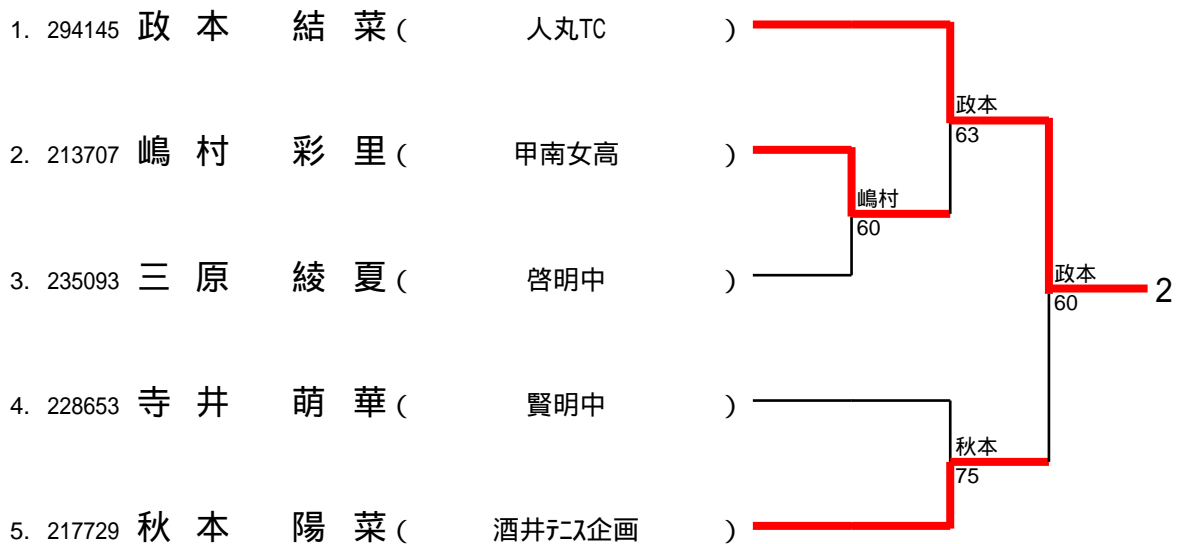 1. 294145 政本 結菜 ( 人丸TC )
政本
63
2. 213707 嶋村 彩里 ( 甲南女高 )
嶋村
60
3. 235093 三原 綾夏 ( 啓明中 )
政本
60
2
4. 228653 寺井 萌華 ( 賢明中 )
秋本
75
5. 217729 秋本 陽菜 ( 酒井テニス企画 )